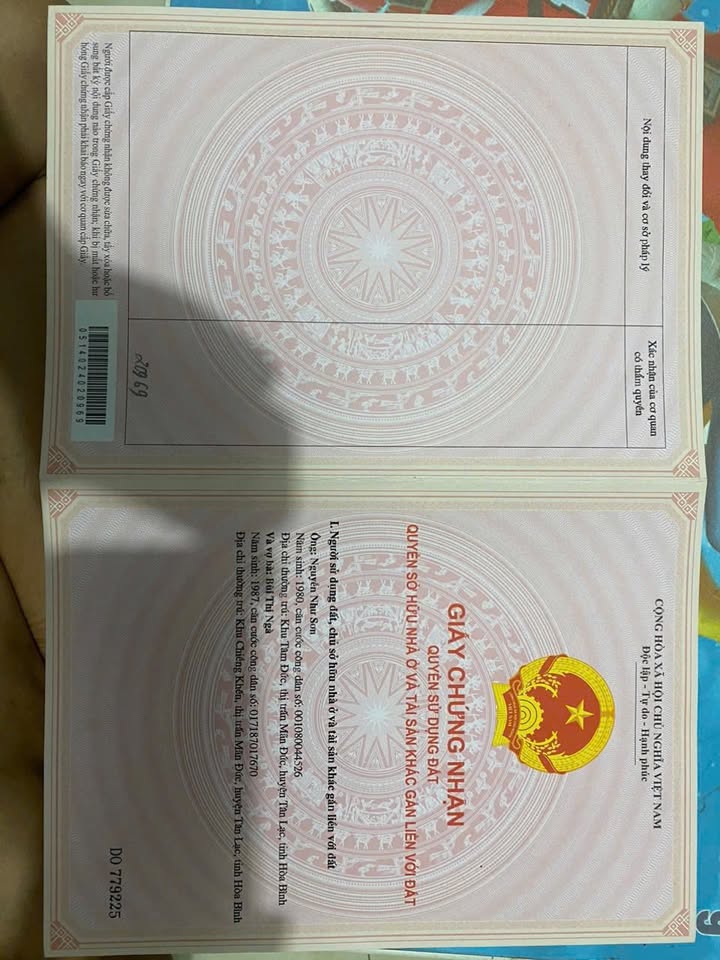 Nội dung thay đổi và cơ sở pháp lý
Xác nhận của cơ quan
có thẩm quyền
20969
Người được cấp Giấy chứng nhận không được sửa chữa, tẩy xóa hoặc bổ
sung bất kỳ nội dung nào trong Giấy chứng nhận; khi bị mất hoặc hư
hỏng Giấy chứng nhận phải khai báo ngay với cơ quan cấp Giấy.
0514024020969
CỘNG HÒA XÃ HỘI CHỦ NGHĨA VIỆT NAM
Độc lập - Tự do - Hạnh phúc
VIỆT NAM
GIẤY CHỨNG NHẬN
QUYỀN SỬ DỤNG ĐẤT
QUYỀN SỞ HỮU NHÀ Ở VÀ TÀI SẢN KHÁC GẮN LIỀN VỚI ĐẤT
I. Người sử dụng đất, chủ sở hữu nhà ở và tài sản khác gắn liền với đất
Ông: Nguyễn Như Sơn
Năm sinh: 1980, căn cước công dân số: 001080044526
Địa chỉ thường trú: Khu Tâm Đức, thị trấn Mãn Đức, huyện Tân Lạc, tỉnh Hòa Bình
Và vợ bà: Bùi Thị Ngà
Năm sinh: 1987, căn cước công dân số: 017187017670
Địa chỉ thường trú: Khu Chiềng Khến, thị trấn Mãn Đức, huyện Tân Lạc, tỉnh Hòa Bình
DO 779225